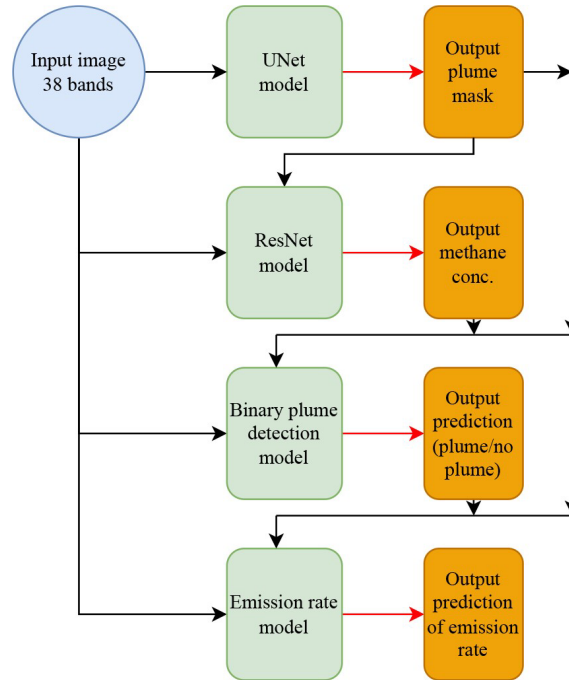 Input image
38 bands
UNet
model
Output
plume
mask
ResNet
model
Output
methane
conc.
Binary plume
detection
model
Output
prediction
(plume/no
plume)
Emission rate
model
Output
prediction
of emission
rate